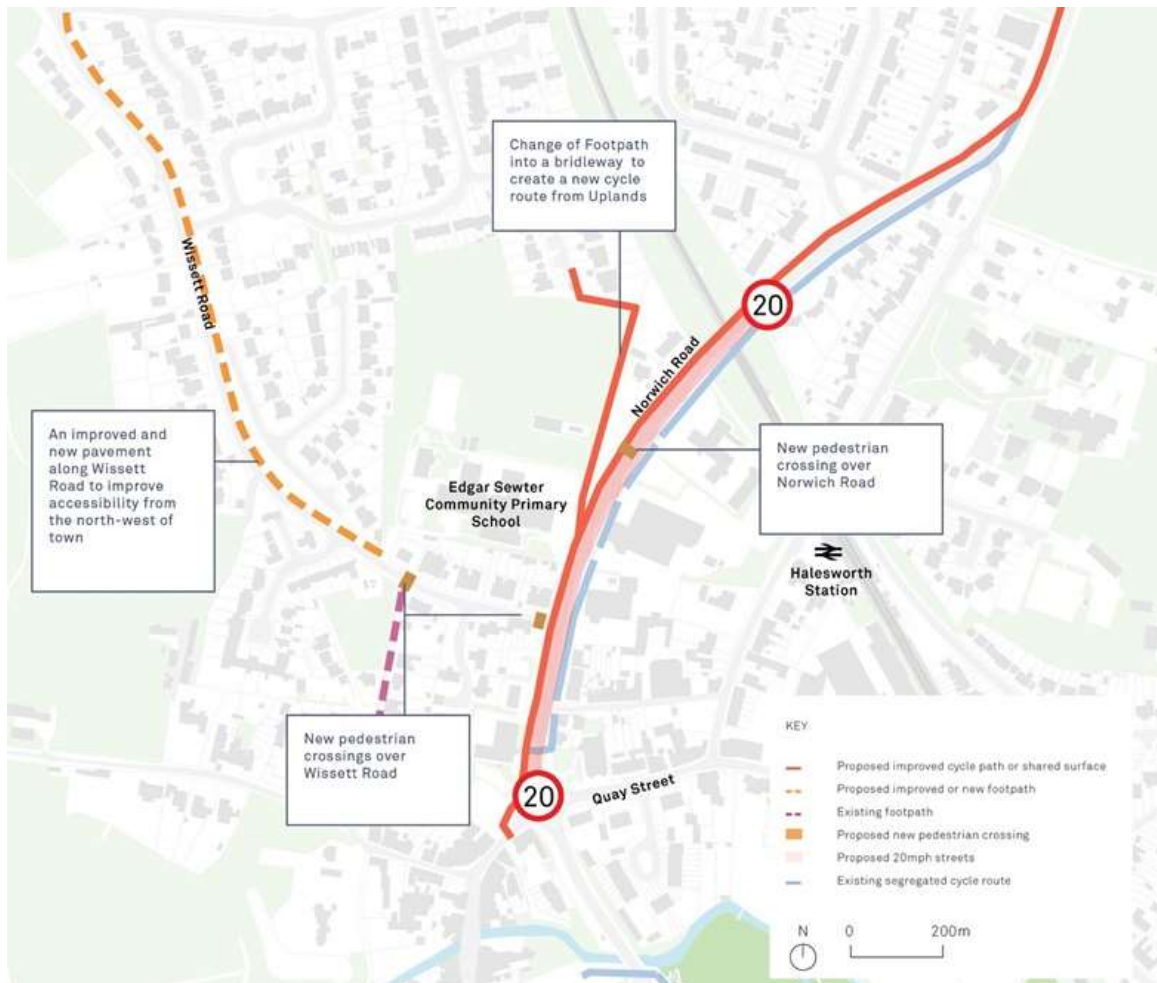 Change of Footpath
into a bridleway to
create a new cycle
route from Uplands
Wissett Road
20
Norwich Road
An improved and
new pavement
along Wissett
Road to improve
accessibility from
the north-west of
town
New pedestrian
crossing over
Norwich Road
Edgar Sewter
Community Primary
School
Halesworth
Station
New pedestrian
crossings over
Wissett Road
20
Quay Street
KEY
Proposed improved cycle path or shared surface
Proposed improved or new footpath
Existing footpath
Proposed new pedestrian crossing
Proposed 20mph streets
Existing segregated cycle route
N
0
200m